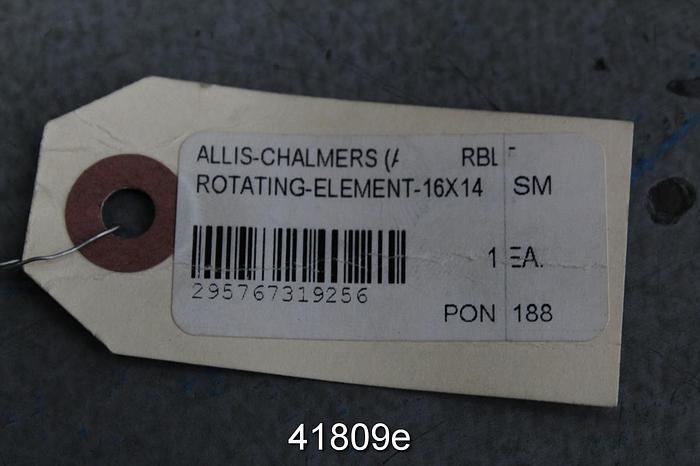 ALLIS-CHALMERS (A RBL
ROTATING-ELEMENT-16X14 SM
1 EA.
295767319256
PON 188
41809e